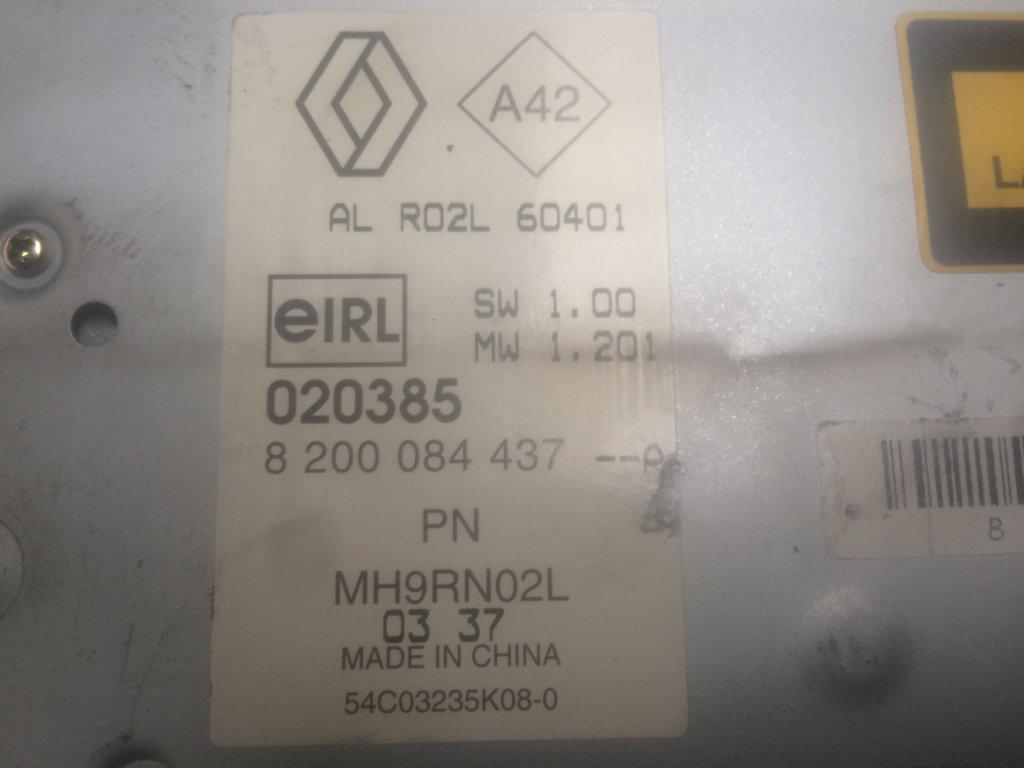 A42
AL R02L 60401
eIRL
SW 1.00
MW 1.201
020385
8 200 084 437 --A
PN
MH9RN02L
03 37
MADE IN CHINA
54C03235K08-0
LA
8